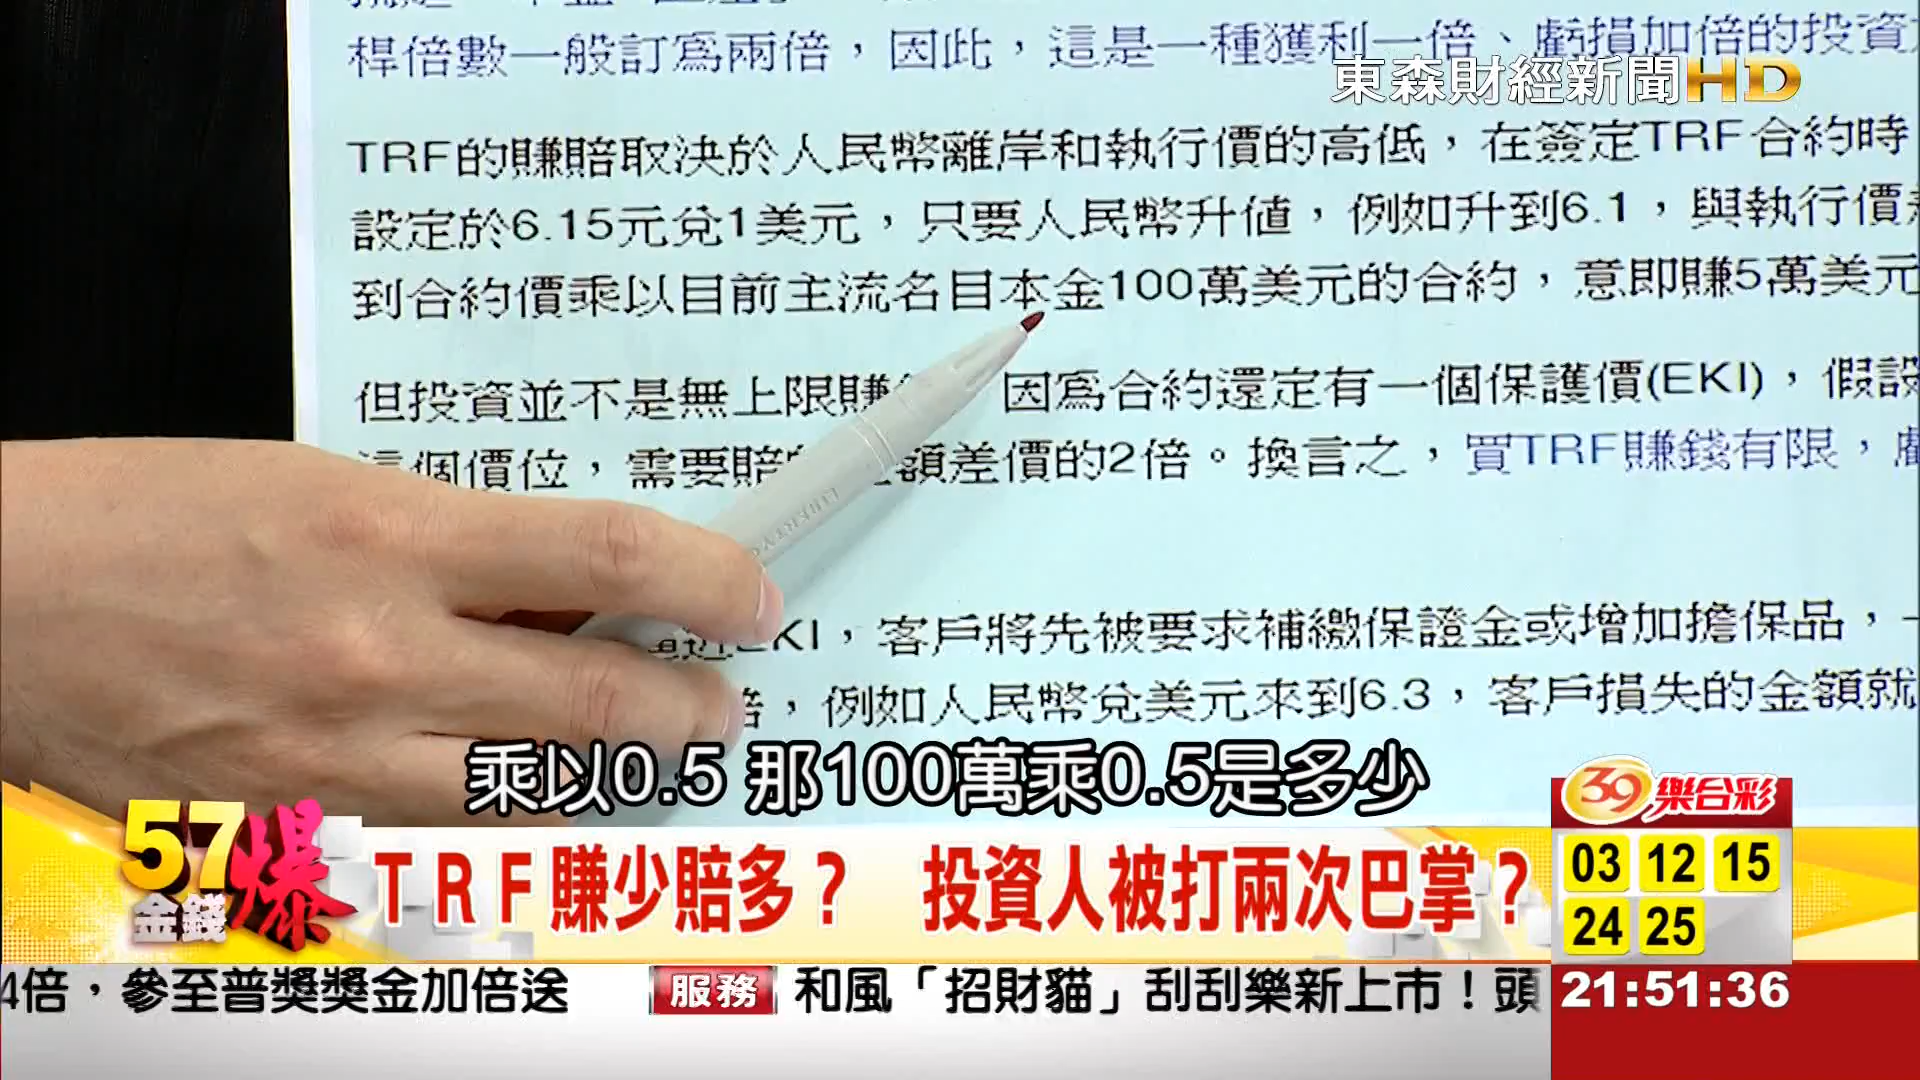 桿倍數一般訂為兩倍，因此，這是一種獲利一倍、虧損加倍的投資
東森財經新聞HD
TRF的賺賠取決於人民幣離岸和執行價的高低，在簽定TRF合約時
設定於6.15元兌1美元，只要人民幣升值，例如升到6.1，與執行價
到合約價乘以目前主流名目本金100萬美元的合約，意即賺5萬美元
但投資並不是無上限賺 因為合約還定有一個保護價(EKI)，假設
這個價位，需要賠 額差價的2倍。換言之，買TRF賺錢有限，虧
EKI，客戶將先被要求補繳保證金或增加擔保品，
倍，例如人民幣兌美元來到6.3，客戶損失的金額就
LIBERTY
乘以0.5 那100萬乘0.5是多少
57金錢爆
TRF賺少賠多？ 投資人被打兩次巴掌？
39樂合彩
03 12 15
24 25
4倍，參至普獎獎金加倍送 服務 和風「招財貓」刮刮樂新上市！頭
21:51:36